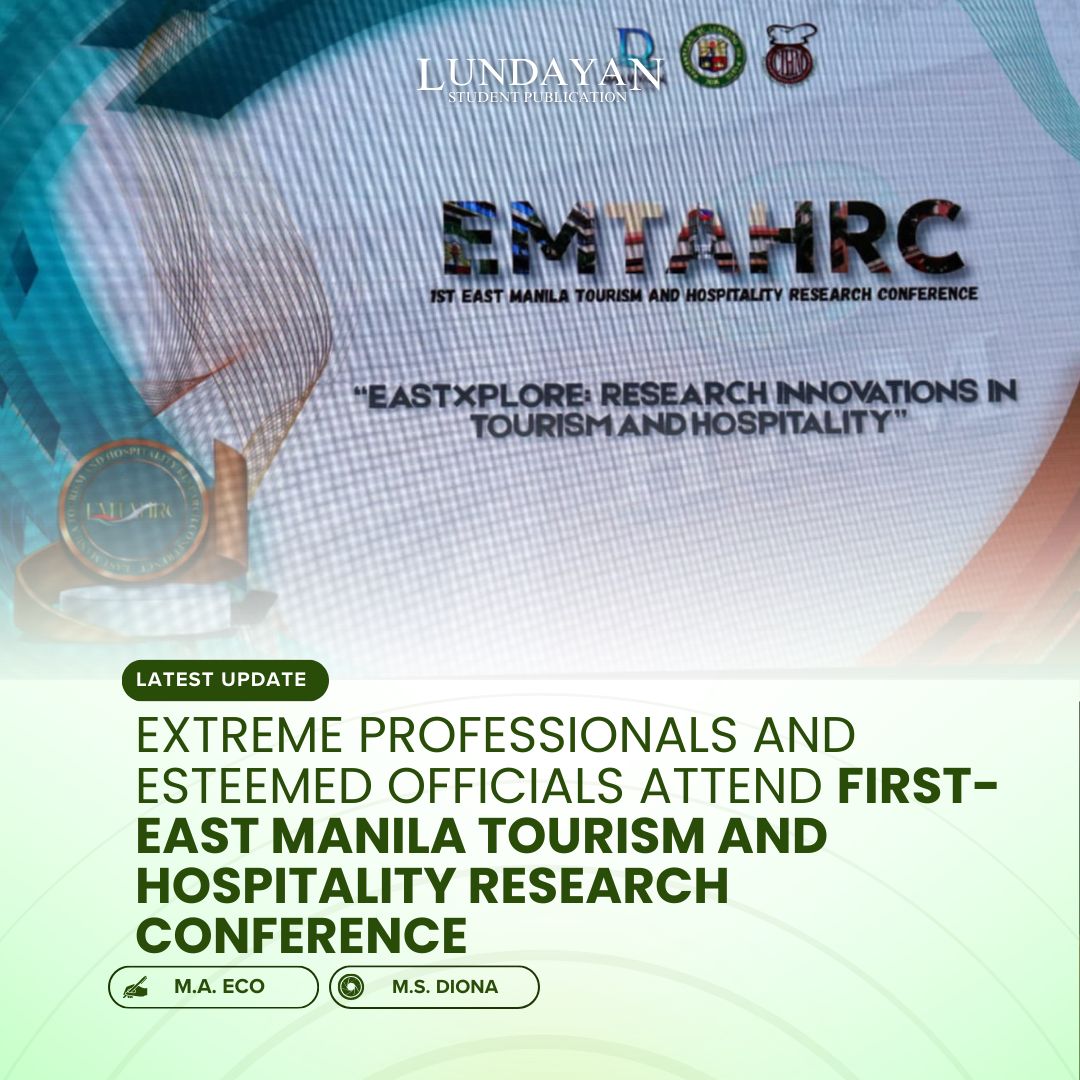 LUNDAYAN
STUDENT PUBLICATION
EMTAHRC
1ST EAST MANILA TOURISM AND HOSPITALITY RESEARCH CONFERENCE
“EASTXPLORE: RESEARCH INNOVATIONS IN
TOURISM AND HOSPITALITY”
EMTAHRC
LATEST UPDATE
EXTREME PROFESSIONALS AND
ESTEEMED OFFICIALS ATTEND FIRST-
EAST MANILA TOURISM AND
HOSPITALITY RESEARCH
CONFERENCE
M.A. ECO
M.S. DIONA